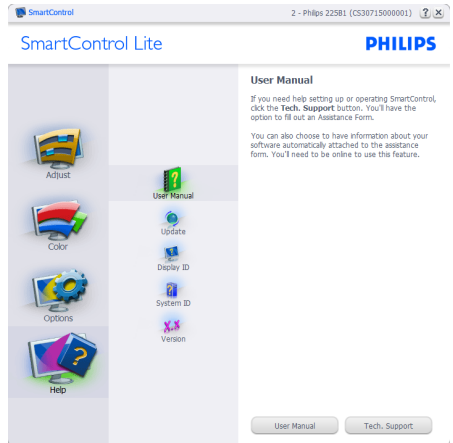 SmartControl
2 - Philips 225B1 (CS30715000001)
? X
SmartControl Lite
PHILIPS
User Manual
If you need help setting up or operating SmartControl,
click the Tech. Support button. You'll have the
option to fill out an Assistance Form.
You can also choose to have information about your
software automatically attached to the assistance
form. You'll need to be online to use this feature.
Adjust
Color
Options
Help
User Manual
Update
Display ID
System ID
X.X
Version
User Manual
Tech. Support